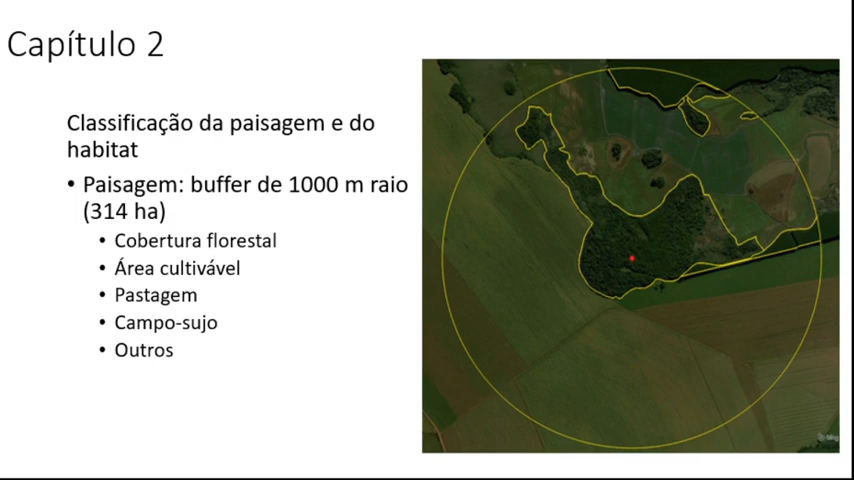 Capítulo 2
Classificação da paisagem e do
habitat
• Paisagem: buffer de 1000 m raio
(314 ha)
• Cobertura florestal
• Área cultivável
• Pastagem
• Campo-sujo
• Outros